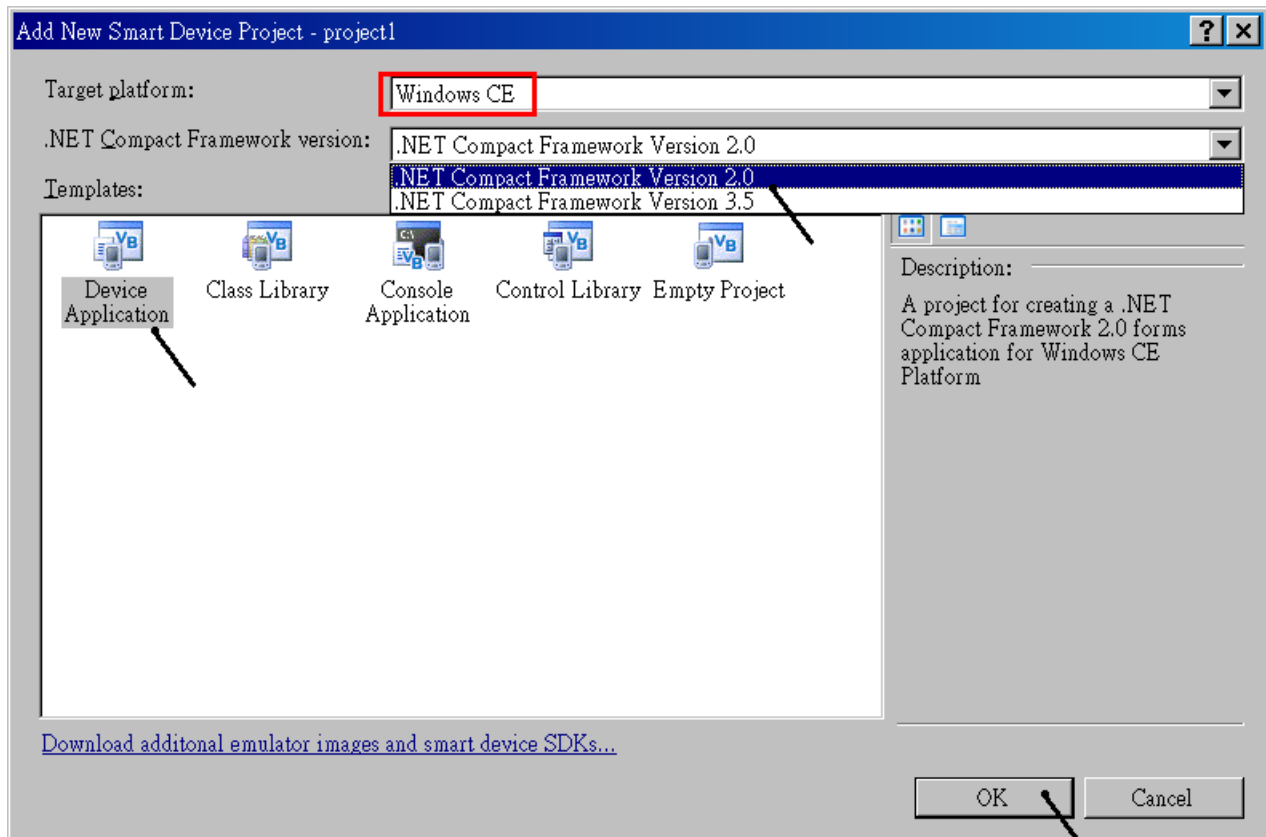 Add New Smart Device Project - project1
Target platform:
Windows CE
.NET Compact Framework version:
.NET Compact Framework Version 2.0
.NET Compact Framework Version 2.0
.NET Compact Framework Version 3.5
Templates:
Device
Application
Class Library
Console
Application
Control Library
Empty Project
Description:
A project for creating a .NET
Compact Framework 2.0 forms
application for Windows CE
Platform
Download additonal emulator images and smart device SDKs...
OK
Cancel